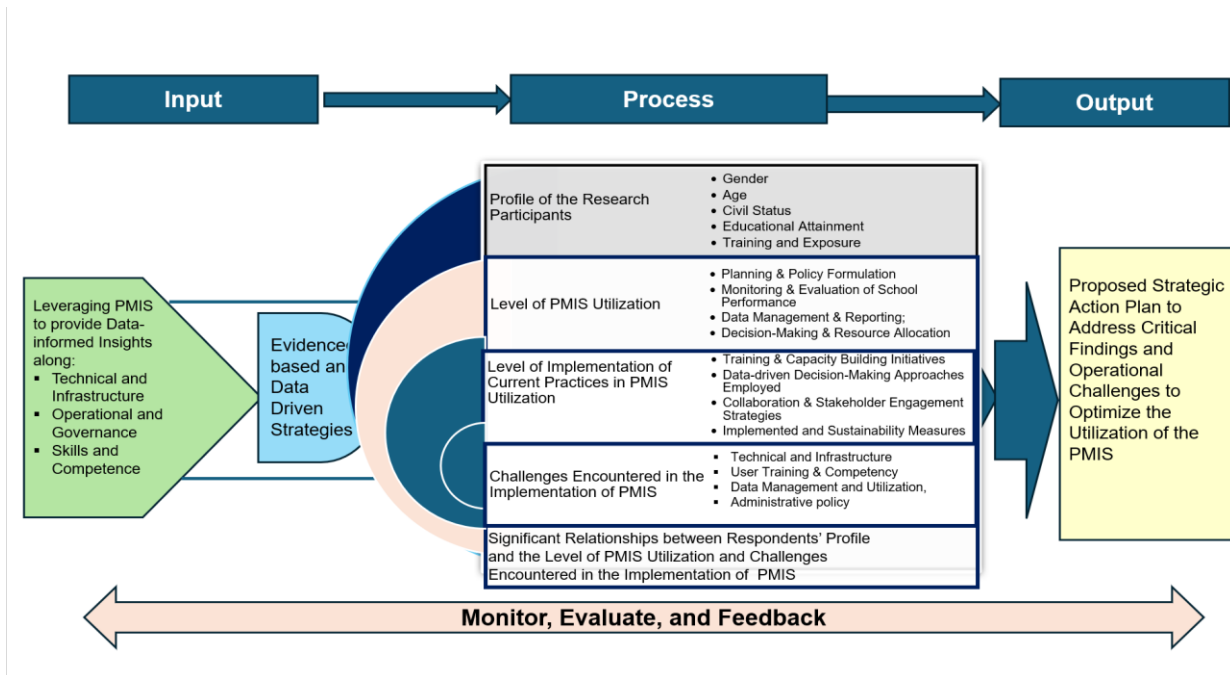 Input
Process
Output
Leveraging PMIS
to provide Data-
informed Insights
along:
▪ Technical and
Infrastructure
▪ Operational and
Governance
▪ Skills and
Competence
Evidence
based an
Data
Driven
Strategies
Profile of the Research
Participants
• Gender
• Age
• Civil Status
• Educational Attainment
• Training and Exposure
Level of PMIS Utilization
• Planning & Policy Formulation
• Monitoring & Evaluation of School
Performance
• Data Management & Reporting;
• Decision-Making & Resource Allocation
Level of Implementation of
Current Practices in PMIS
Utilization
• Training & Capacity Building Initiatives
• Data-driven Decision-Making Approaches
Employed
• Collaboration & Stakeholder Engagement
Strategies
• Implemented and Sustainability Measures
Challenges Encountered in the
Implementation of PMIS
▪ Technical and Infrastructure
▪ User Training & Competency
▪ Data Management and Utilization,
▪ Administrative policy
Significant Relationships between Respondents' Profile
and the Level of PMIS Utilization and Challenges
Encountered in the Implementation of PMIS
Proposed Strategic
Action Plan to
Address Critical
Findings and
Operational
Challenges to
Optimize the
Utilization of the
PMIS
Monitor, Evaluate, and Feedback